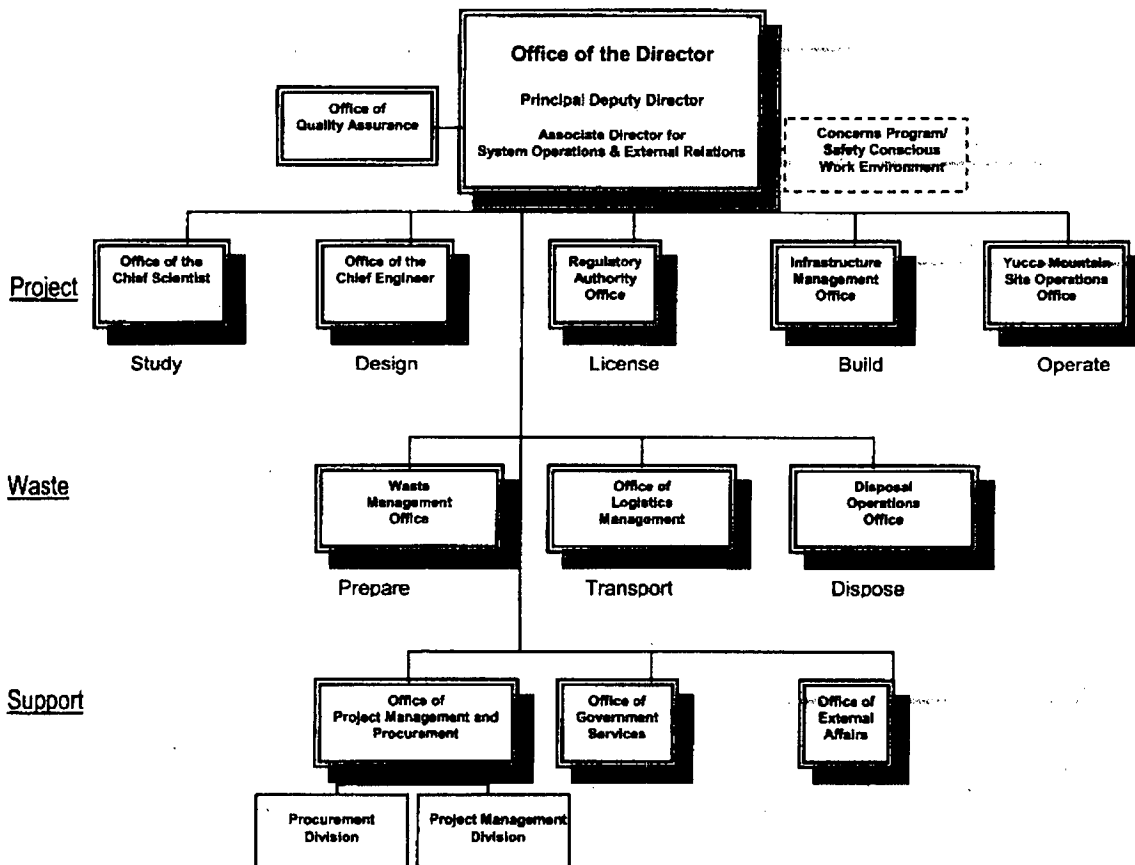 Office of the Director
Principal Deputy Director
Associate Director for
System Operations & External Relations
Office of
Quality Assurance
Concerns Program/
Safety Conscious
Work Environment
Project
Office of the
Chief Scientist
Study
Office of the
Chief Engineer
Design
Regulatory
Authority
Office
License
Infrastructure
Management
Office
Build
Yucca Mountain
Site Operations
Office
Operate
Waste
Waste
Management
Office
Prepare
Office of
Logistics
Management
Transport
Disposal
Operations
Office
Dispose
Support
Office of
Project Management and
Procurement
Office of
Government
Services
Office of
External
Affairs
Procurement
Division
Project Management
Division